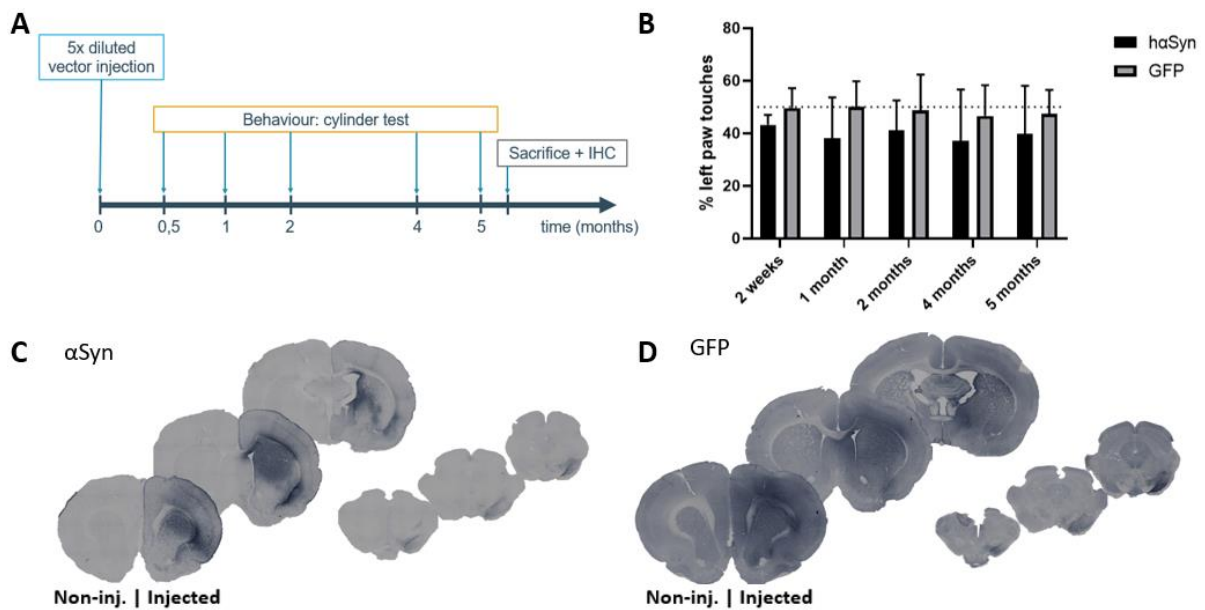 A
5x diluted
vector injection
Behaviour: cylinder test
Sacrifice + IHC
0
0,5
1
2
4
5
time (months)
B
% left paw touches
80
60
40
20
0
2 weeks
1 month
2 months
4 months
5 months
hαSyn
GFP
C
αSyn
Non-inj. | Injected
D
GFP
Non-inj. | Injected